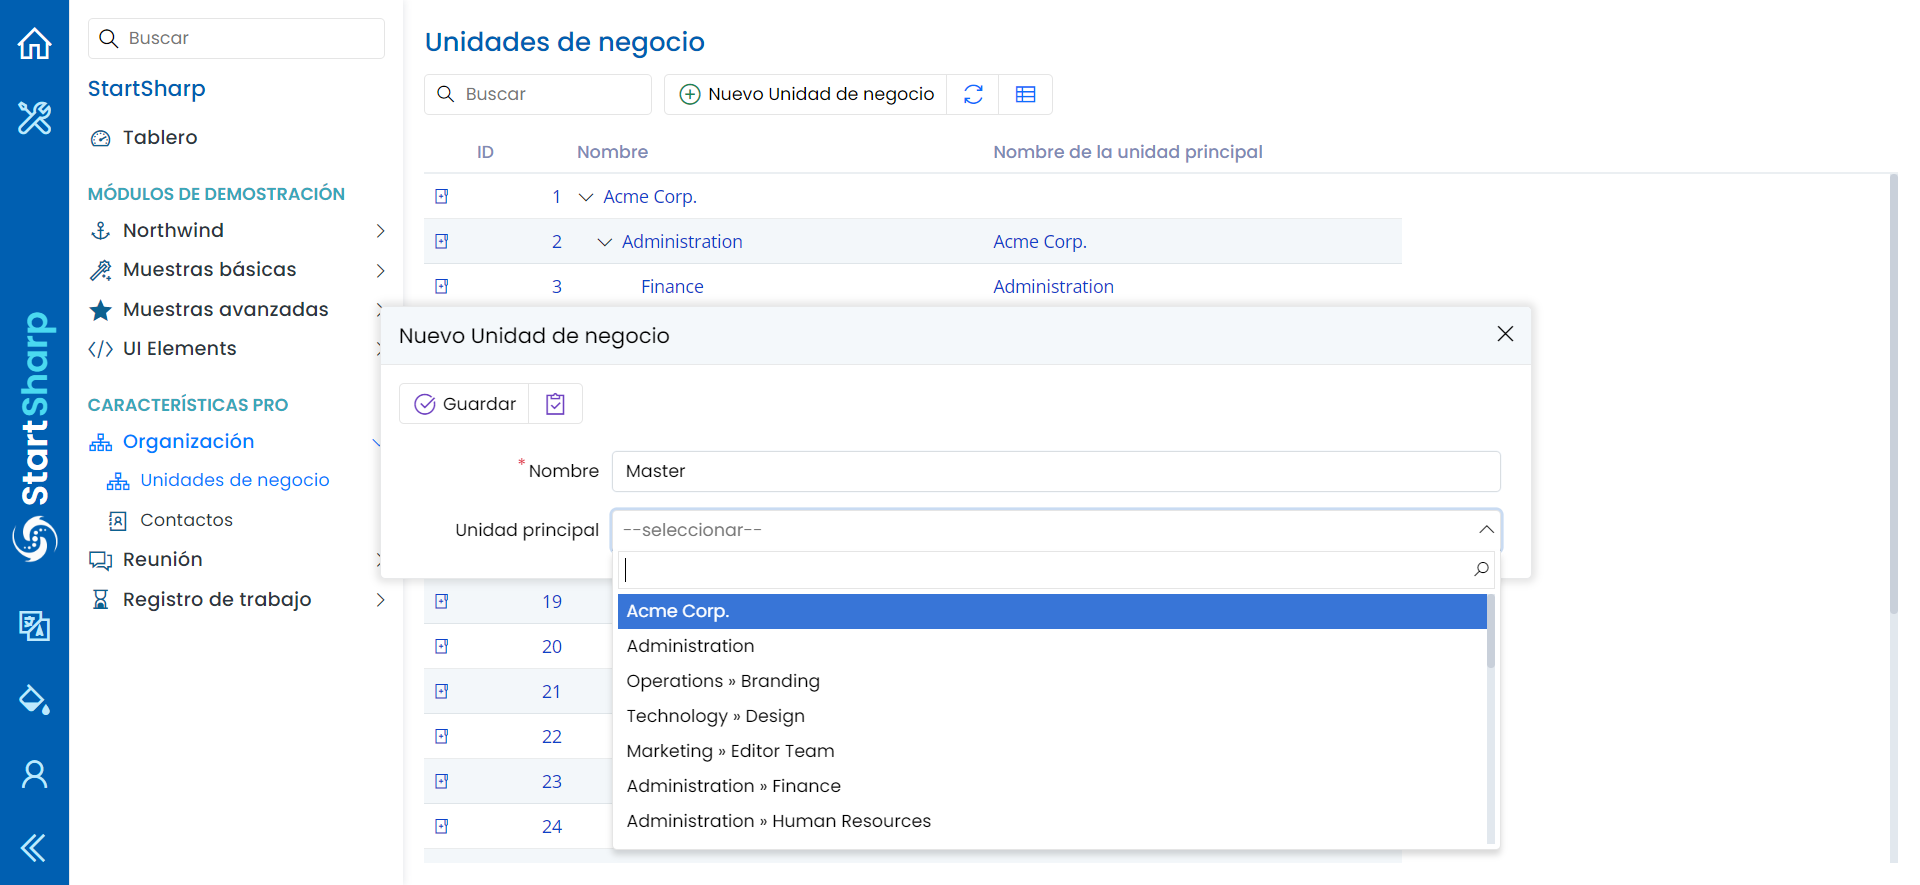 StartSharp
Buscar
StartSharp
Tablero
MÓDULOS DE DEMOSTRACIÓN
Northwind
Muestras básicas
Muestras avanzadas
UI Elements
CARACTERÍSTICAS PRO
Organización
Unidades de negocio
Contactos
Reunión
Registro de trabajo
Unidades de negocio
Buscar
Nuevo Unidad de negocio
ID Nombre Nombre de la unidad principal
1 Acme Corp.
2 Administration Acme Corp.
3 Finance Administration
Nuevo Unidad de negocio
Guardar
* Nombre Master
Unidad principal --seleccionar--
Acme Corp.
Administration
Operations » Branding
Technology » Design
Marketing » Editor Team
Administration » Finance
Administration » Human Resources
19
20
21
22
23
24